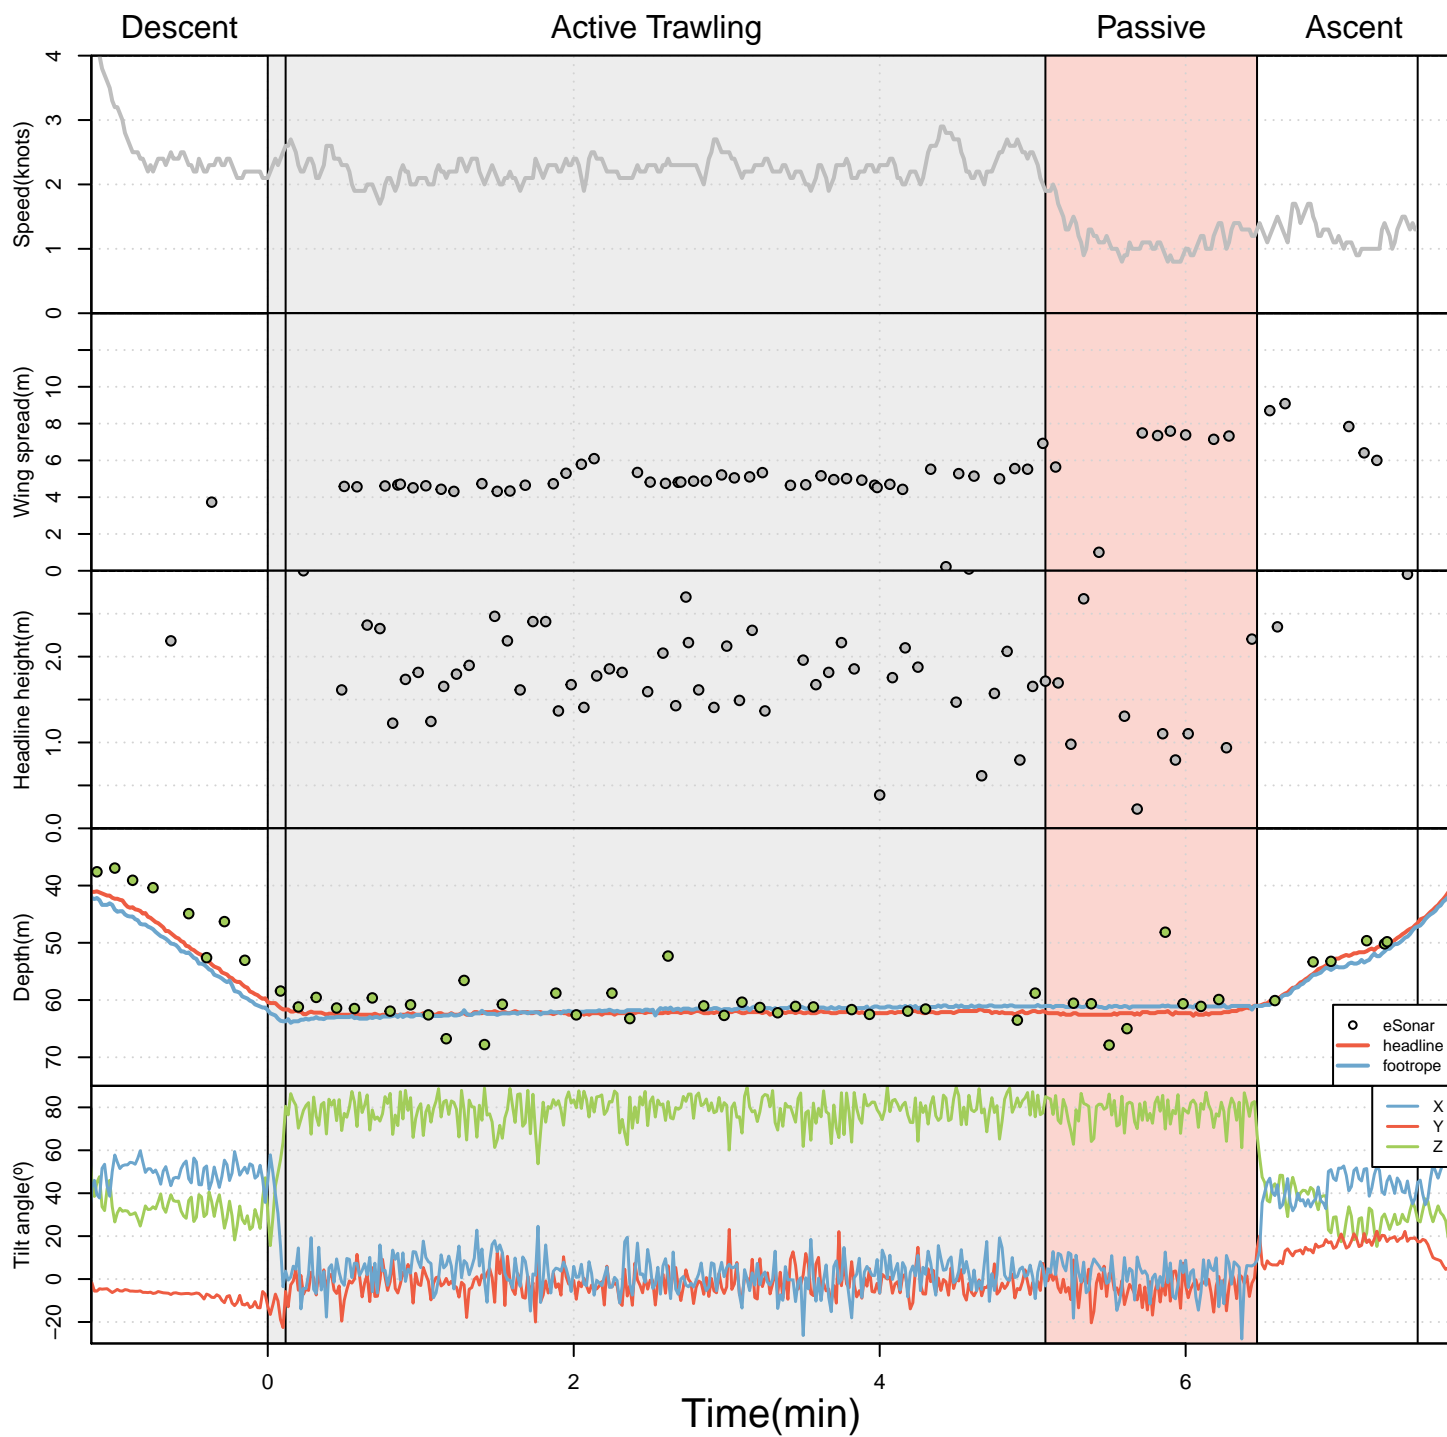 Descent Active Trawling Passive Ascent
Speed(knots)
4
3
2
1
0
Wing spread(m)
10
8
6
4
2
0
Headline height(m)
2.0
1.0
0.0
Depth(m)
40
50
60
70
eSonar
headline
footrope
Tilt angle(º)
80
60
40
20
0
−20
X
Y
Z
0 2 4 6
Time(min)